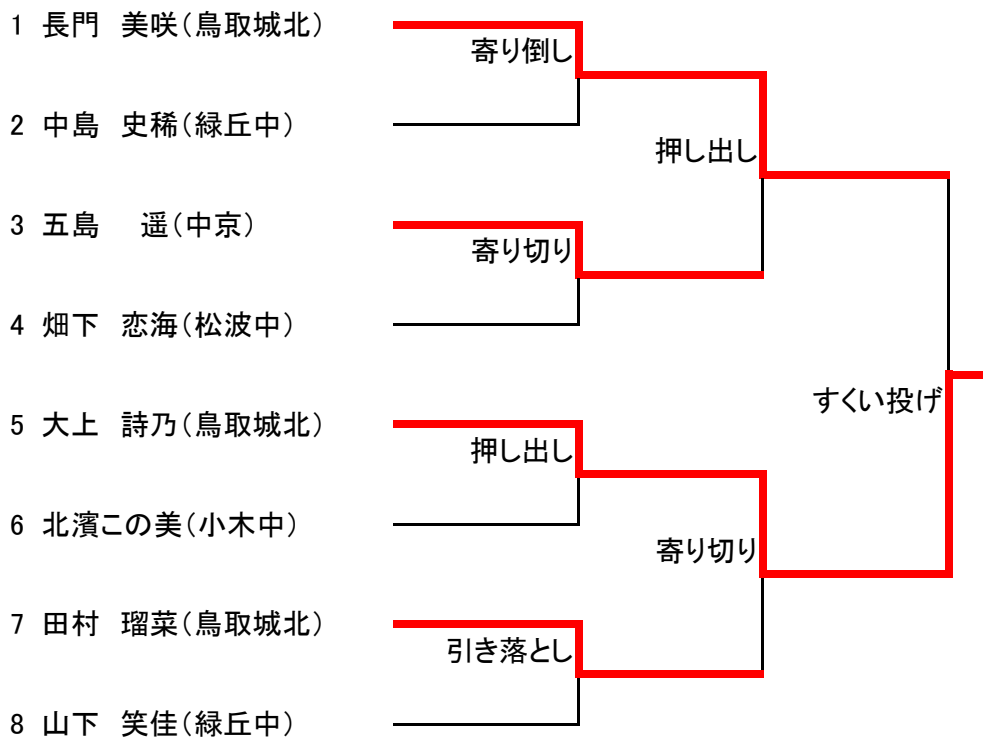 1 長門 美咲(鳥取城北)
寄り倒し
2 中島 史稀(緑丘中)
押し出し
3 五島 遥(中京)
寄り切り
4 畑下 恋海(松波中)
すくい投げ
5 大上 詩乃(鳥取城北)
押し出し
6 北濱この美(小木中)
寄り切り
7 田村 瑠菜(鳥取城北)
引き落とし
8 山下 笑佳(緑丘中)